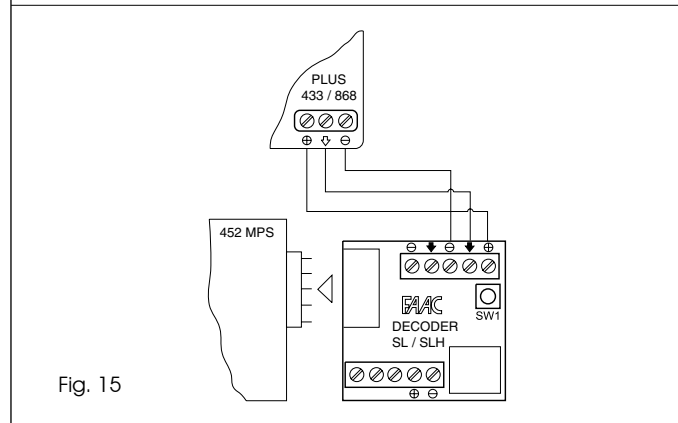 PLUS
433 / 868
⊕ ⇩ ⊖
452 MPS
⊖ 🡇 ⊖ 🡇 ⊕
FAAC
SW1
DECODER
SL / SLH
⊕ ⊖
Fig. 15